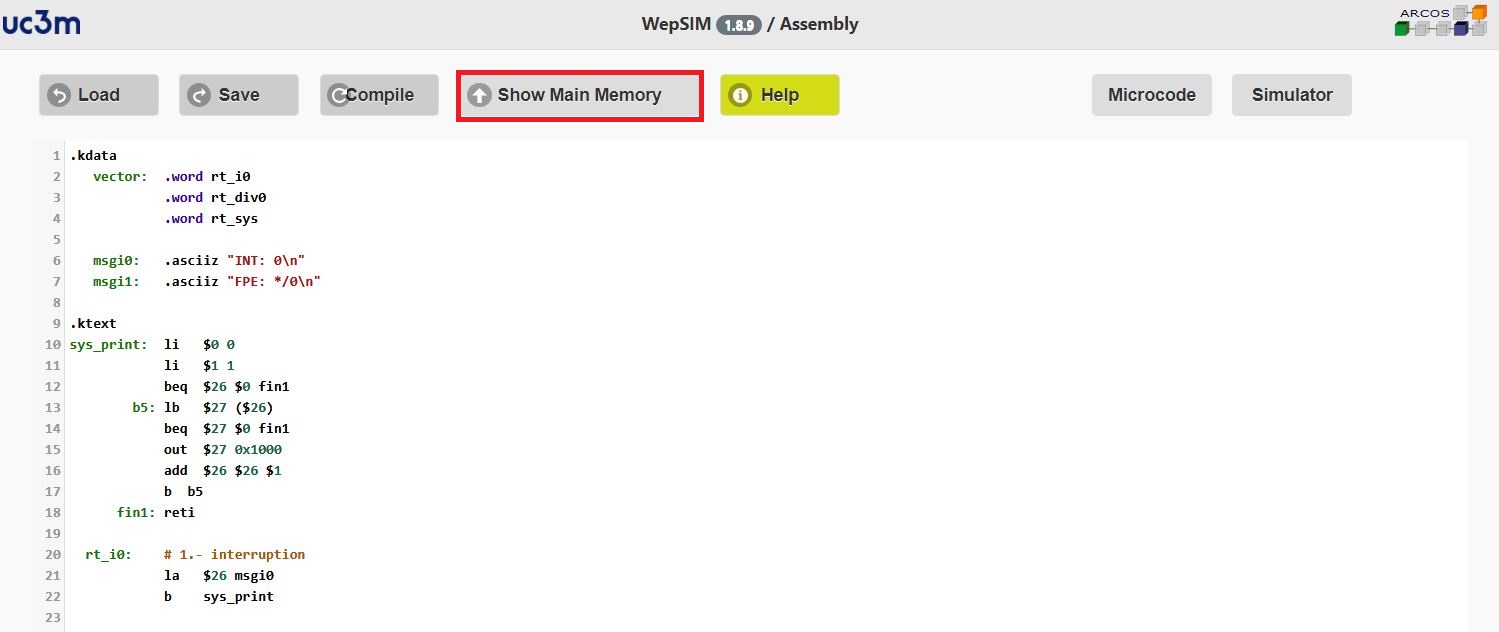 uc3m
WepSIM 1.8.9 / Assembly
ARCOS
Load Save Compile Show Main Memory Help Microcode Simulator
1 .kdata
2 vector: .word rt_i0
3 .word rt_div0
4 .word rt_sys
5
6 msgi0: .asciiz "INT: 0\n"
7 msgi1: .asciiz "FPE: */0\n"
8
9 .ktext
10 sys_print: li $0 0
11 li $1 1
12 beq $26 $0 fin1
13 b5: lb $27 ($26)
14 beq $27 $0 fin1
15 out $27 0x1000
16 add $26 $26 $1
17 b b5
18 fin1: reti
19
20 rt_i0: # 1.- interruption
21 la $26 msgi0
22 b sys_print
23